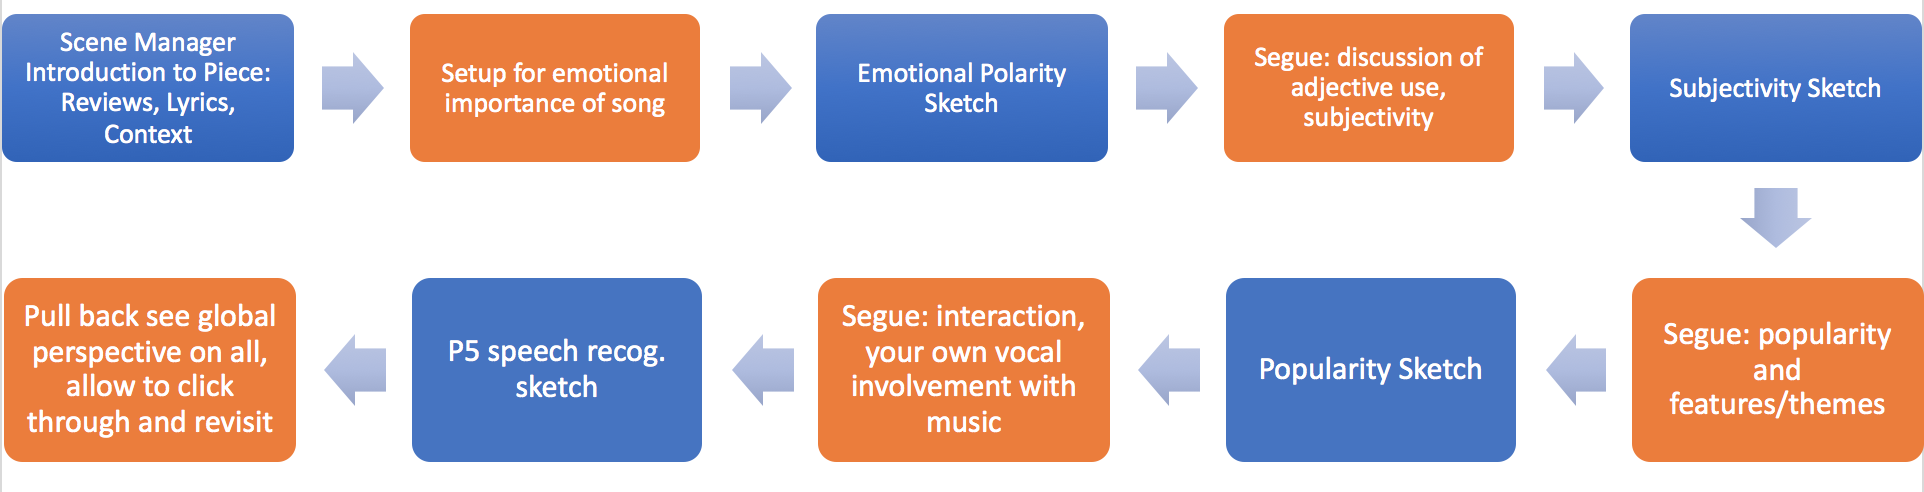 Scene Manager
Introduction to Piece:
Reviews, Lyrics,
Context
Setup for emotional
importance of song
Emotional Polarity
Sketch
Segue: discussion of
adjective use,
subjectivity
Subjectivity Sketch
Segue: popularity
and
features/themes
Popularity Sketch
Segue: interaction,
your own vocal
involvement with
music
P5 speech recog.
sketch
Pull back see global
perspective on all,
allow to click
through and revisit